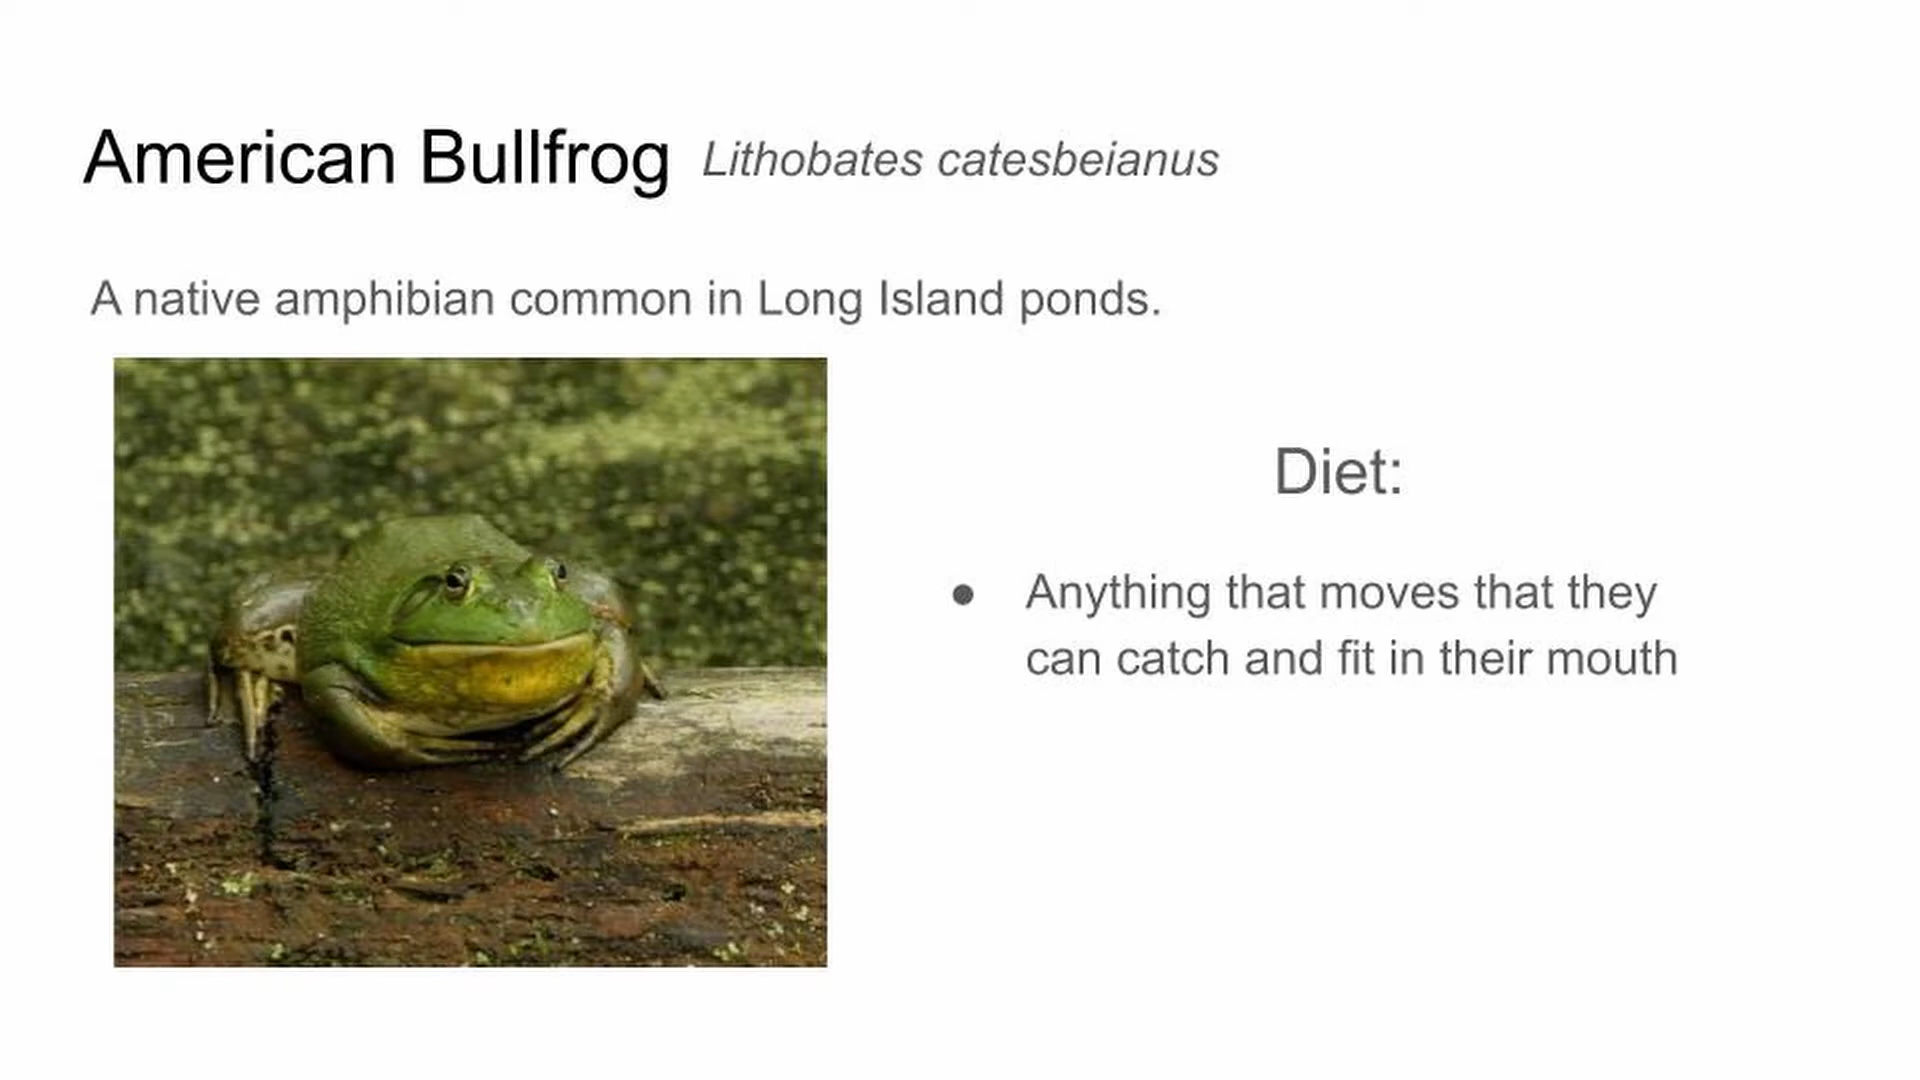 American Bullfrog Lithobates catesbeianus
A native amphibian common in Long Island ponds.
Diet:
● Anything that moves that they
can catch and fit in their mouth